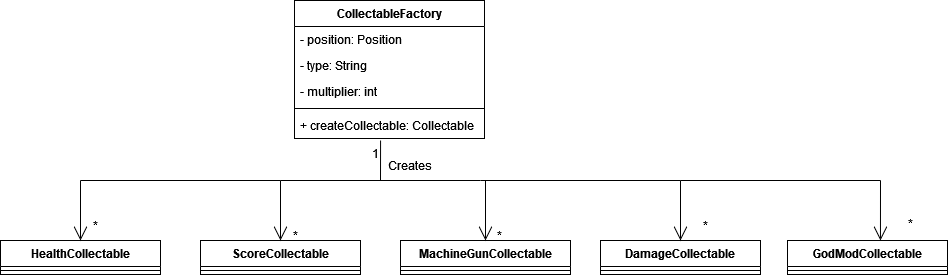 CollectableFactory
- position: Position
- type: String
- multiplier: int
+ createCollectable: Collectable
1
Creates
* * * * *
HealthCollectable ScoreCollectable MachineGunCollectable DamageCollectable GodModCollectable